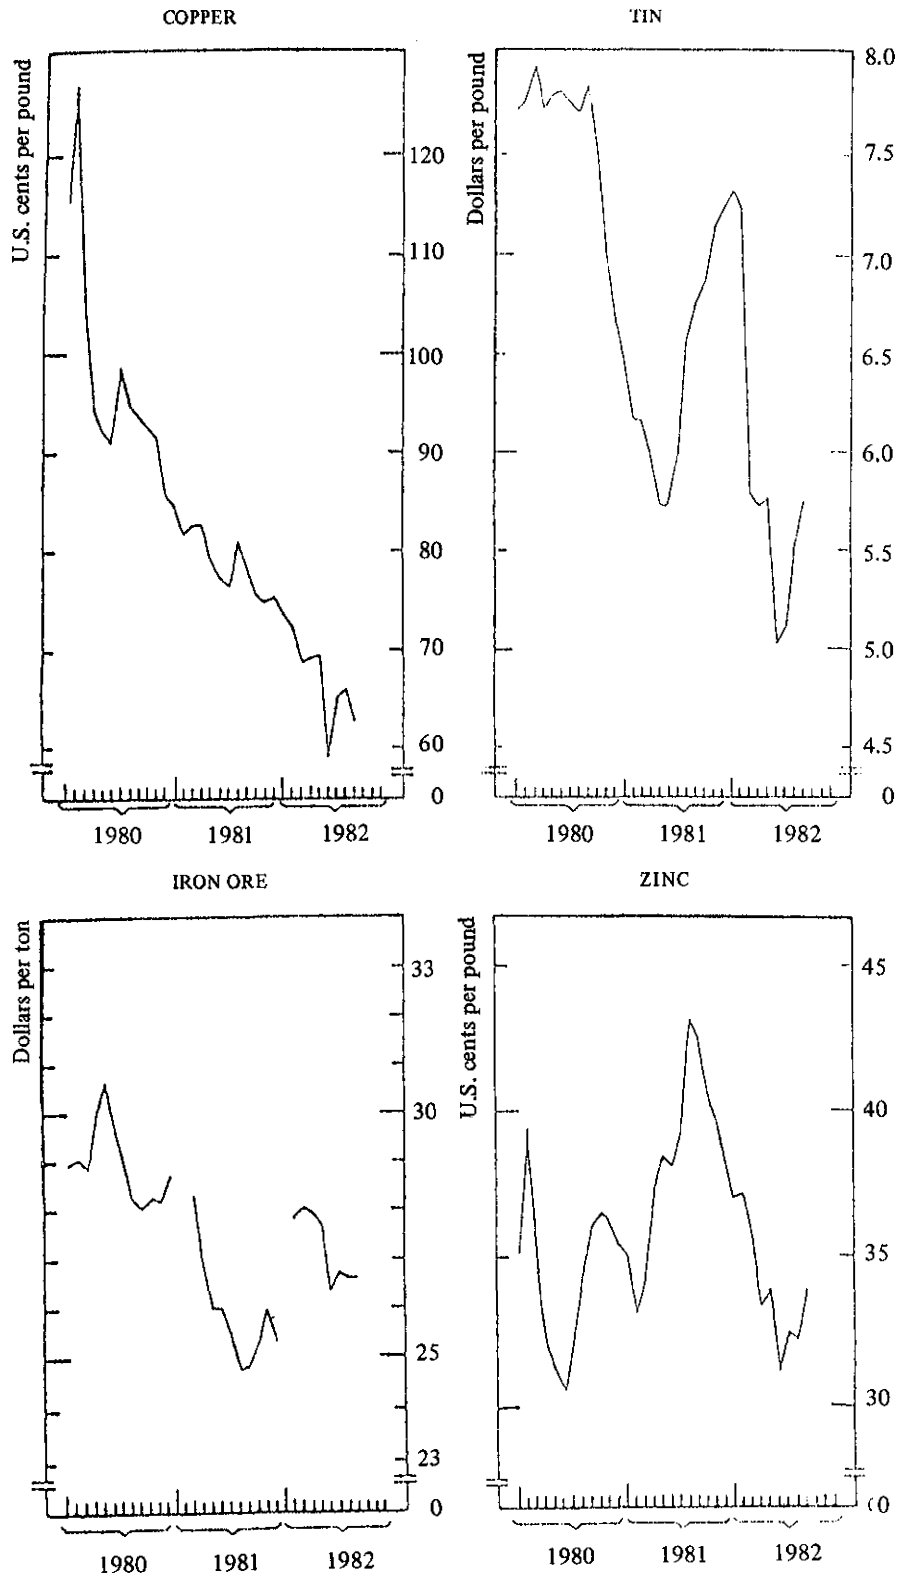 COPPER
U.S. cents per pound
120
110
100
90
80
70
60
0
1980 1981 1982
TIN
Dollars per pound
8.0
7.5
7.0
6.5
6.0
5.5
5.0
4.5
0
1980 1981 1982
IRON ORE
Dollars per ton
33
30
25
23
0
1980 1981 1982
ZINC
U.S. cents per pound
45
40
35
30
0
1980 1981 1982